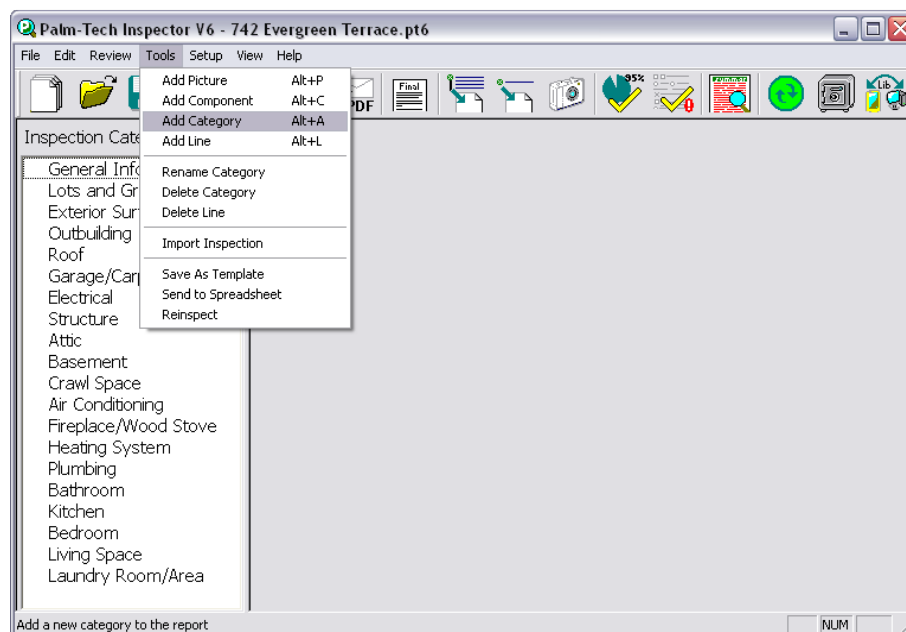 Palm-Tech Inspector V6 - 742 Evergreen Terrace.pt6
File Edit Review Tools Setup View Help
PDF
Final
95%
Lib
Add Picture Alt+P
Add Component Alt+C
Add Category Alt+A
Add Line Alt+L
Rename Category
Delete Category
Delete Line
Import Inspection
Save As Template
Send to Spreadsheet
Reinspect
Inspection Cate
General Info
Lots and Gr
Exterior Sur
Outbuilding
Roof
Garage/Carp
Electrical
Structure
Attic
Basement
Crawl Space
Air Conditioning
Fireplace/Wood Stove
Heating System
Plumbing
Bathroom
Kitchen
Bedroom
Living Space
Laundry Room/Area
Add a new category to the report
NUM